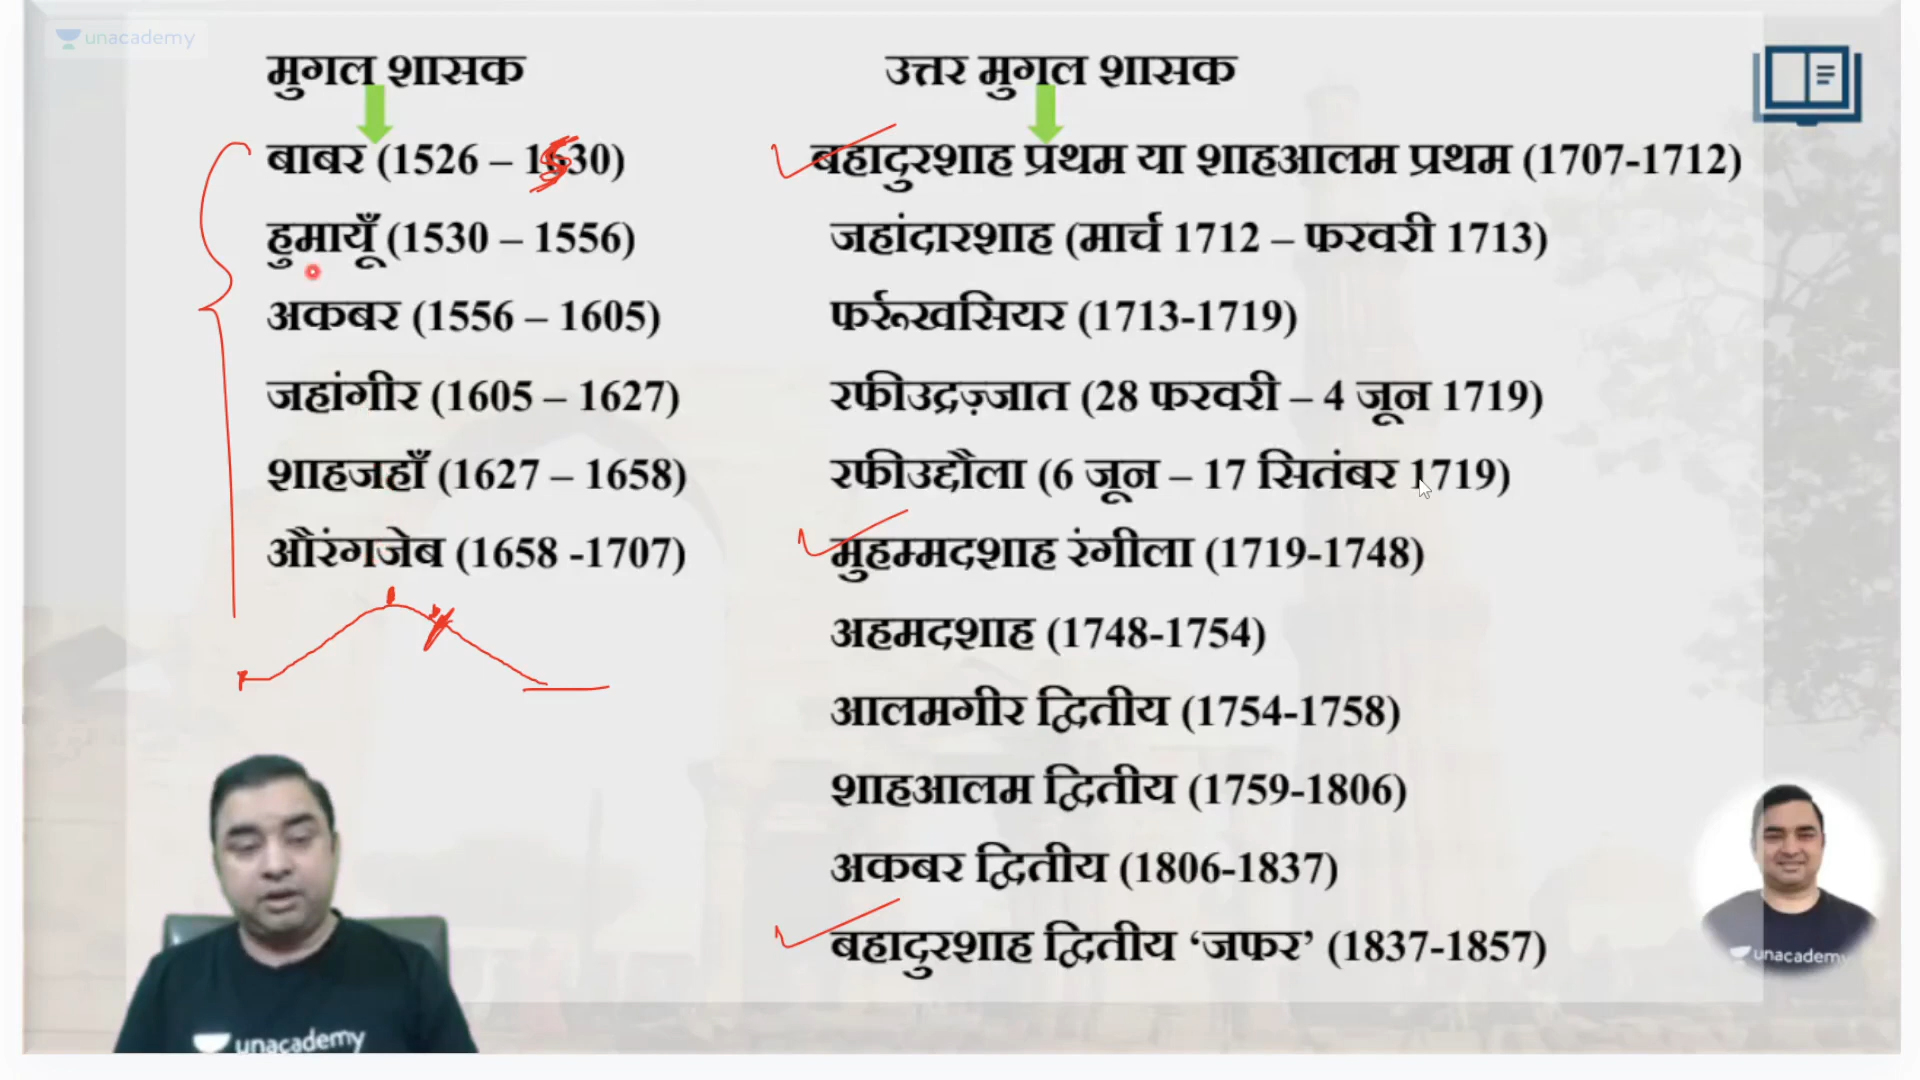 unacademy
मुगल शासक
बाबर (1526 – 1530)
हुमायूँ (1530 – 1556)
अकबर (1556 – 1605)
जहांगीर (1605 – 1627)
शाहजहाँ (1627 – 1658)
औरंगजेब (1658 -1707)
उत्तर मुगल शासक
बहादुरशाह प्रथम या शाहआलम प्रथम (1707-1712)
जहांदारशाह (मार्च 1712 – फरवरी 1713)
फर्रूखसियर (1713-1719)
रफीउद्रज़्जात (28 फरवरी – 4 जून 1719)
रफीउद्दौला (6 जून – 17 सितंबर 1719)
मुहम्मदशाह रंगीला (1719-1748)
अहमदशाह (1748-1754)
आलमगीर द्वितीय (1754-1758)
शाहआलम द्वितीय (1759-1806)
अकबर द्वितीय (1806-1837)
बहादुरशाह द्वितीय ‘जफर’ (1837-1857)
unacademy
unacademy